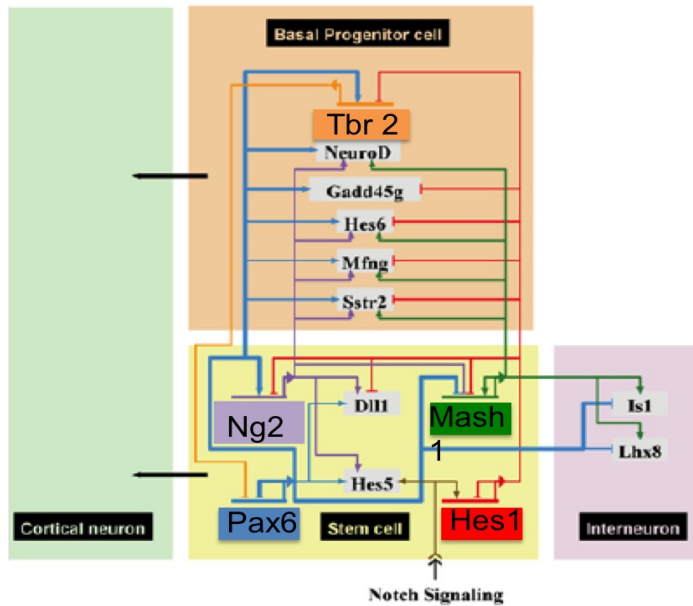 Basal Progenitor cell
Tbr 2
NeuroD
Gadd45g
Hes6
Mfng
Sstr2
Ng2
Dll1
Mash
1
Is1
Lhx8
Hes5
Pax6
Hes1
Cortical neuron
Stem cell
Interneuron
Notch Signaling